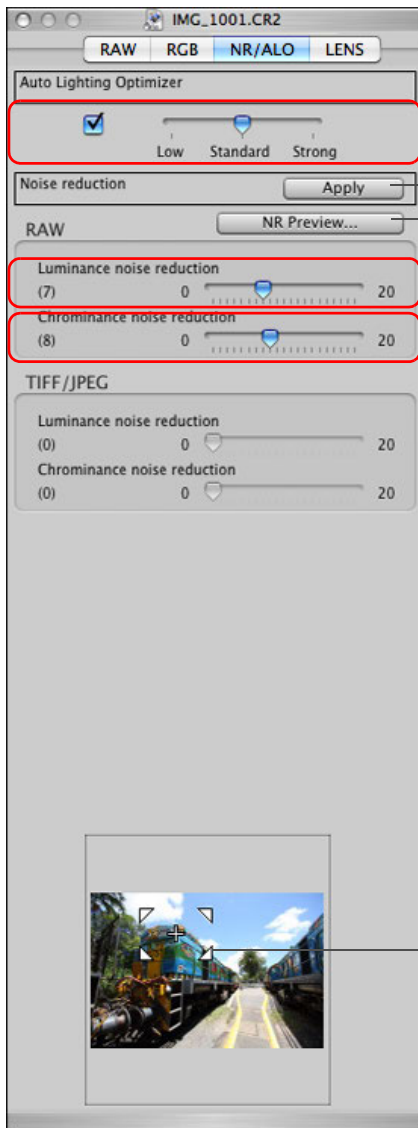 IMG_1001.CR2
RAW RGB NR/ALO LENS
Auto Lighting Optimizer
Low Standard Strong
Noise reduction Apply
RAW NR Preview...
Luminance noise reduction
(7) 0 20
Chrominance noise reduction
(8) 0 20
TIFF/JPEG
Luminance noise reduction
(0) 0 20
Chrominance noise reduction
(0) 0 20